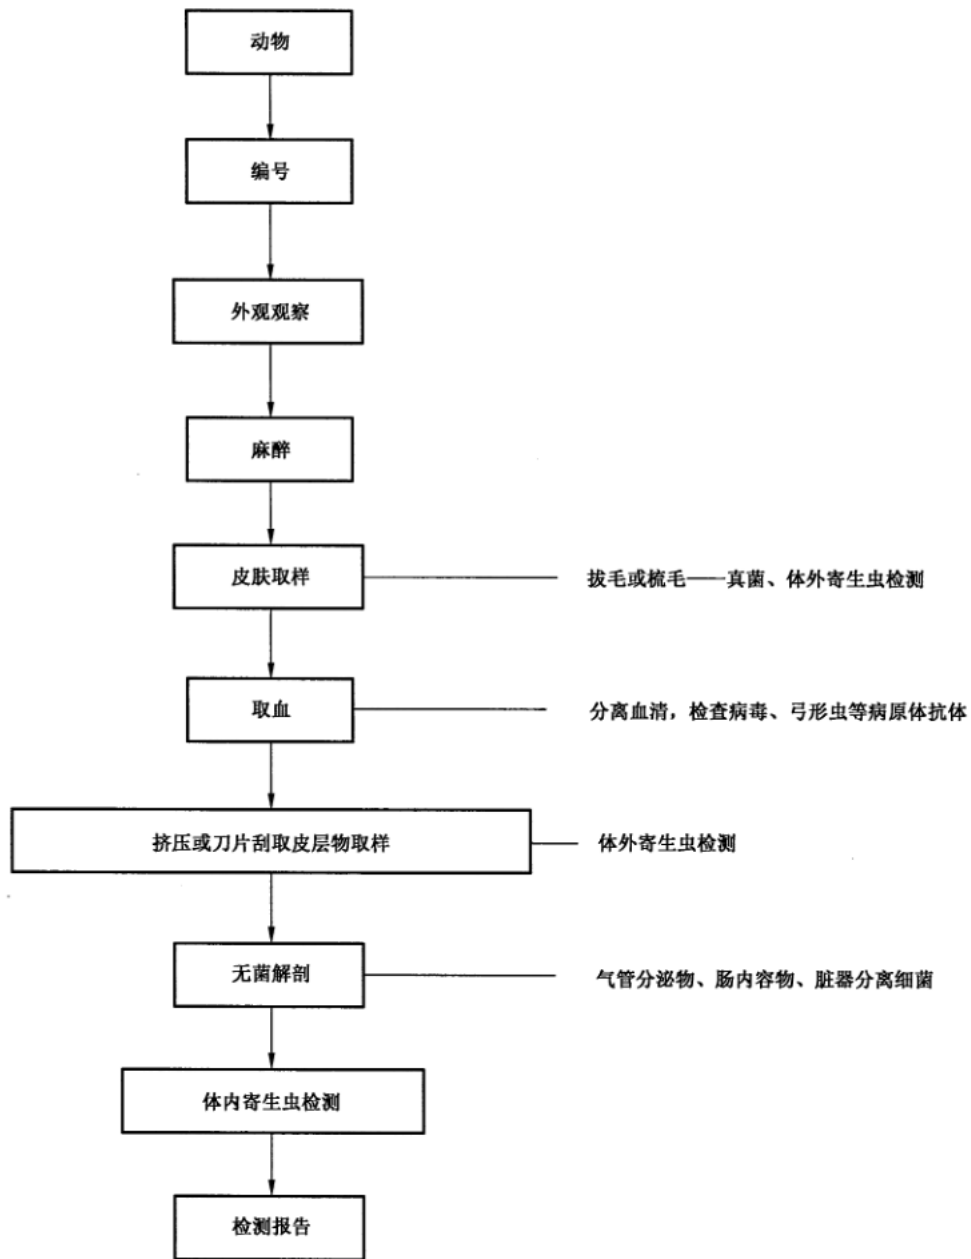 动物
编号
外观观察
麻醉
皮肤取样
拔毛或梳毛——真菌、体外寄生虫检测
取血
分离血清，检查病毒、弓形虫等病原体抗体
挤压或刀片刮取皮层物取样
体外寄生虫检测
无菌解剖
气管分泌物、肠内容物、脏器分离细菌
体内寄生虫检测
检测报告